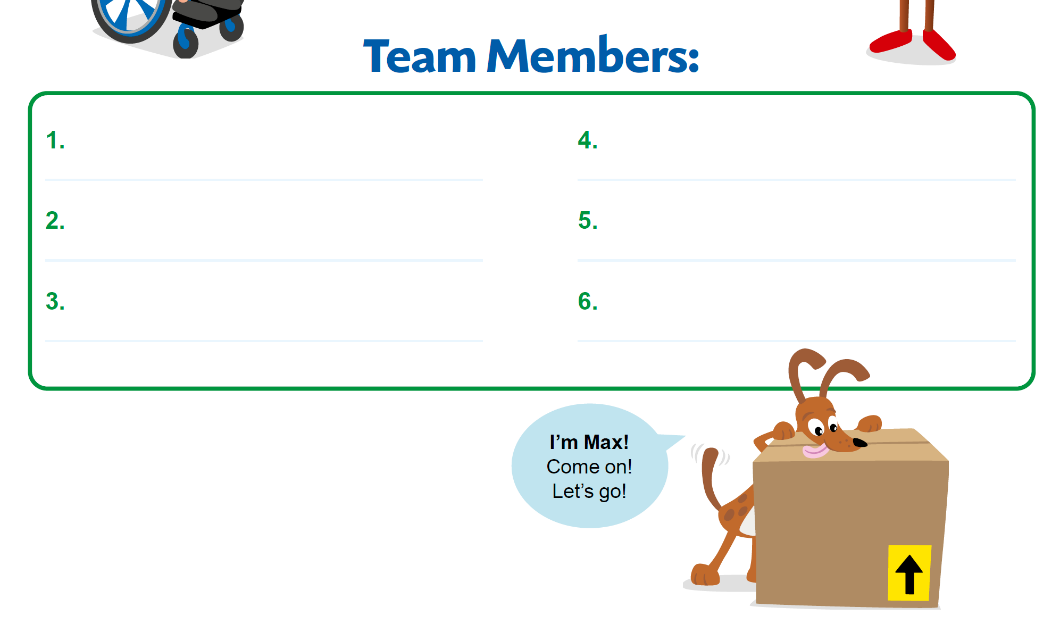 Team Members:
1.
2.
3.
4.
5.
6.
I'm Max!
Come on!
Let's go!